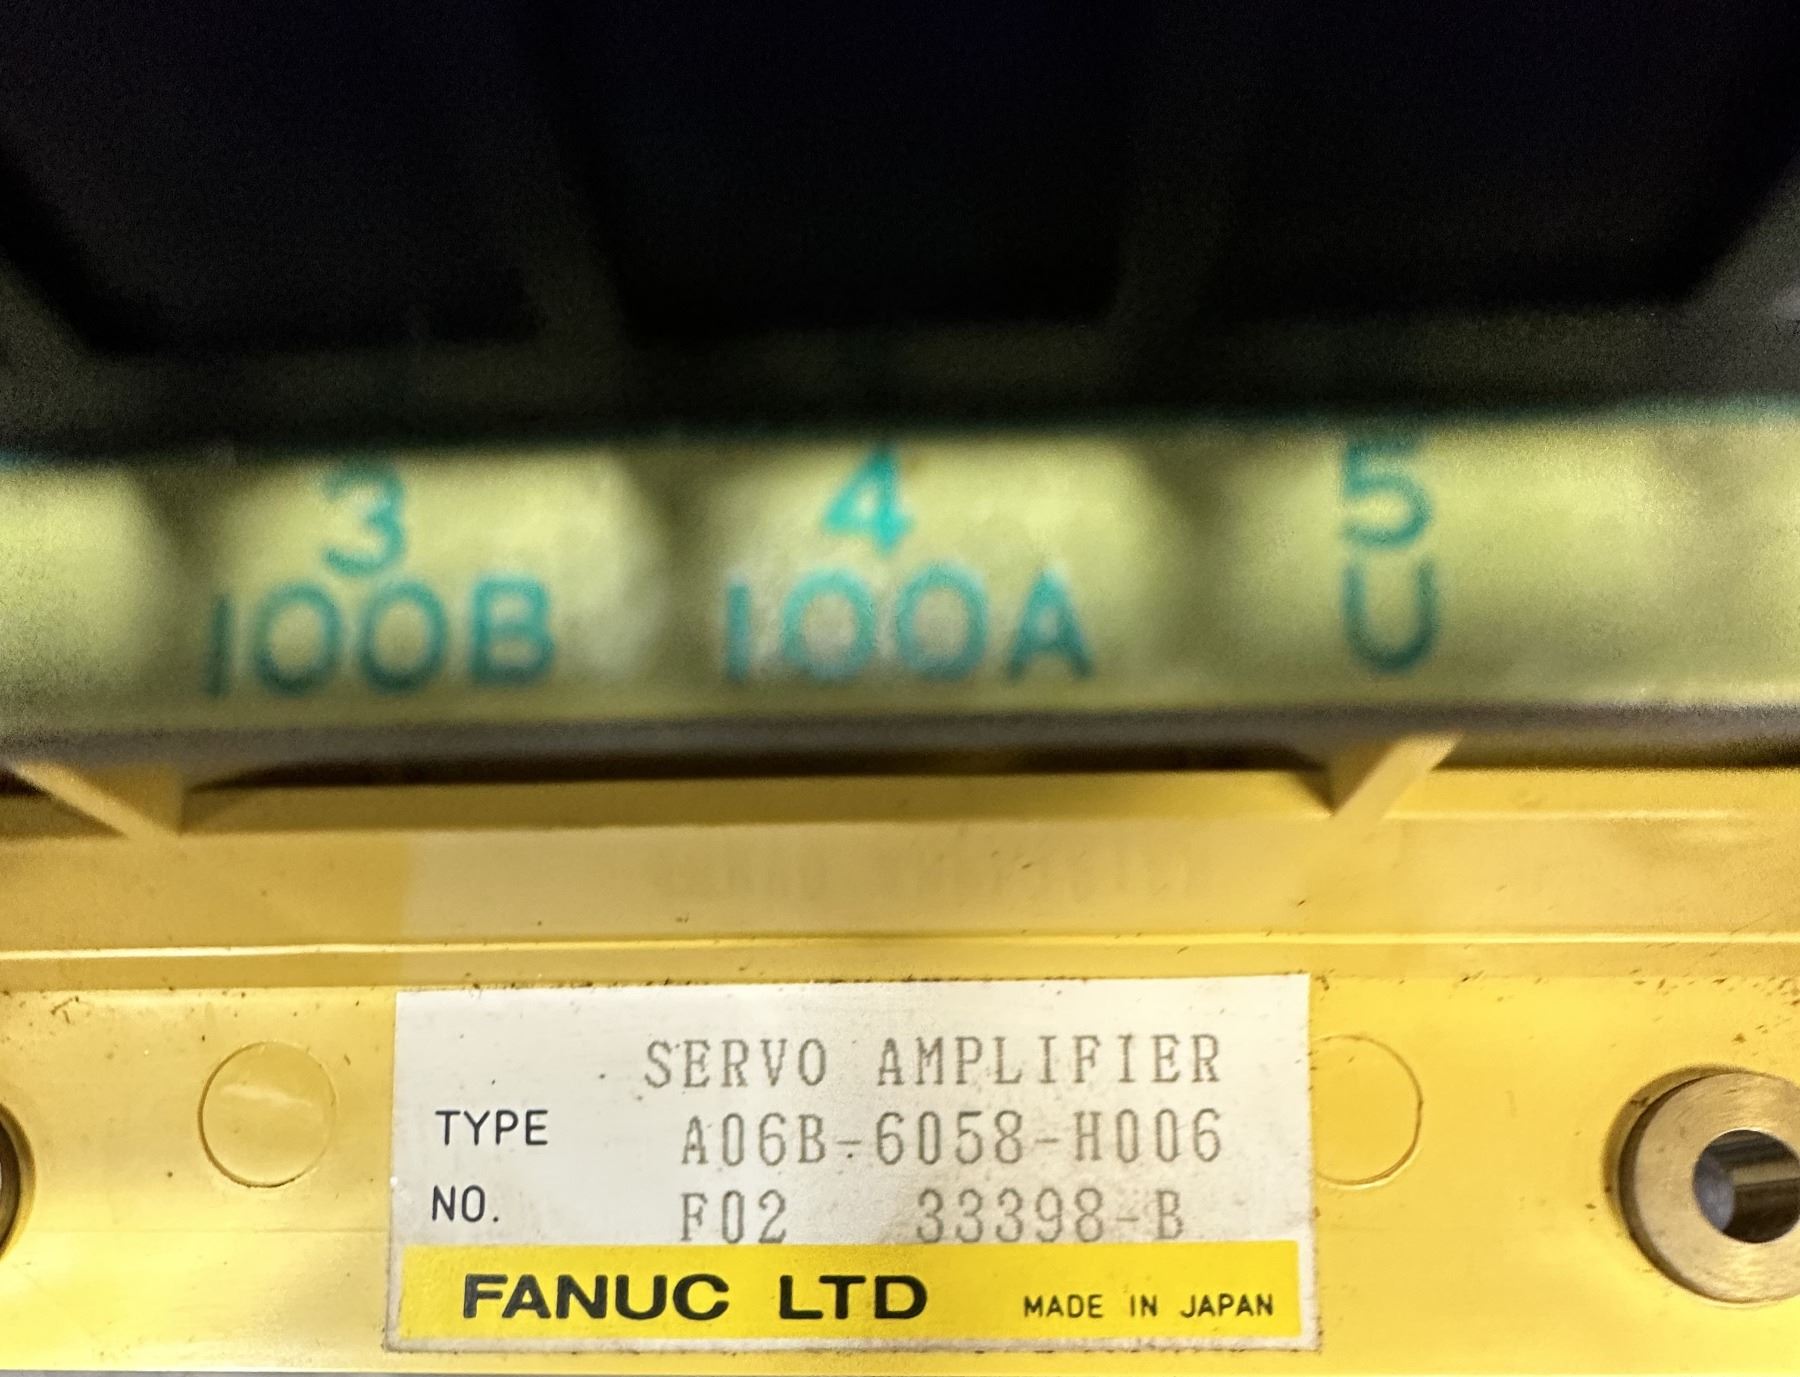 3 4 5
100B 100A U
SERVO AMPLIFIER
TYPE A06B-6058-H006
NO. F02 33398-B
FANUC LTD MADE IN JAPAN